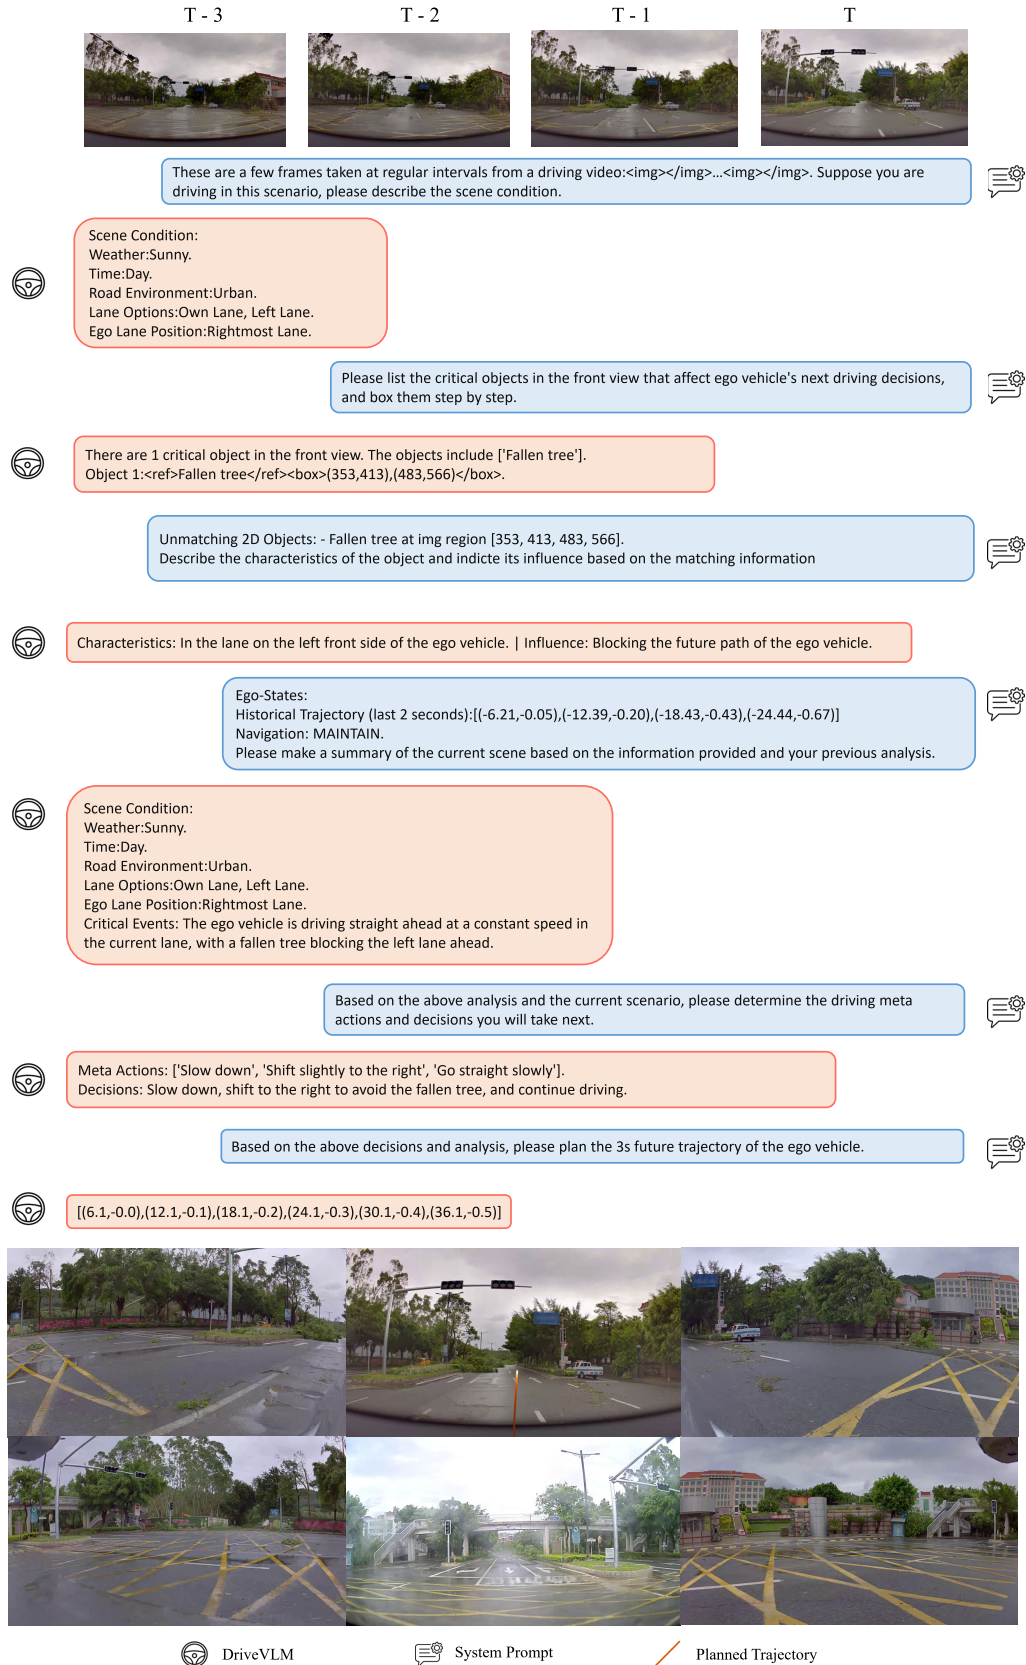 T - 3
T - 2
T - 1
T
These are a few frames taken at regular intervals from a driving video:<img></img>…<img></img>. Suppose you are
driving in this scenario, please describe the scene condition.
Scene Condition:
Weather:Sunny.
Time:Day.
Road Environment:Urban.
Lane Options:Own Lane, Left Lane.
Ego Lane Position:Rightmost Lane.
Please list the critical objects in the front view that affect ego vehicle's next driving decisions,
and box them step by step.
There are 1 critical object in the front view. The objects include ['Fallen tree'].
Object 1:<ref>Fallen tree</ref><box>(353,413),(483,566)</box>.
Unmatching 2D Objects: - Fallen tree at img region [353, 413, 483, 566].
Describe the characteristics of the object and indicte its influence based on the matching information
Characteristics: In the lane on the left front side of the ego vehicle. | Influence: Blocking the future path of the ego vehicle.
Ego-States:
Historical Trajectory (last 2 seconds):[(-6.21,-0.05),(-12.39,-0.20),(-18.43,-0.43),(-24.44,-0.67)]
Navigation: MAINTAIN.
Please make a summary of the current scene based on the information provided and your previous analysis.
Scene Condition:
Weather:Sunny.
Time:Day.
Road Environment:Urban.
Lane Options:Own Lane, Left Lane.
Ego Lane Position:Rightmost Lane.
Critical Events: The ego vehicle is driving straight ahead at a constant speed in
the current lane, with a fallen tree blocking the left lane ahead.
Based on the above analysis and the current scenario, please determine the driving meta
actions and decisions you will take next.
Meta Actions: ['Slow down', 'Shift slightly to the right', 'Go straight slowly'].
Decisions: Slow down, shift to the right to avoid the fallen tree, and continue driving.
Based on the above decisions and analysis, please plan the 3s future trajectory of the ego vehicle.
[(6.1,-0.0),(12.1,-0.1),(18.1,-0.2),(24.1,-0.3),(30.1,-0.4),(36.1,-0.5)]
DriveVLM
System Prompt
Planned Trajectory